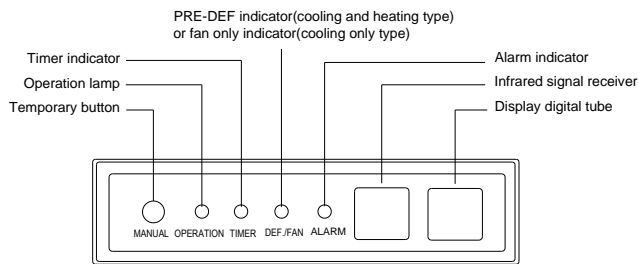 PRE-DEF indicator(cooling and heating type)
or fan only indicator(cooling only type)
Timer indicator
Operation lamp
Temporary button
Alarm indicator
Infrared signal receiver
Display digital tube
MANUAL OPERATION TIMER DEF./FAN ALARM